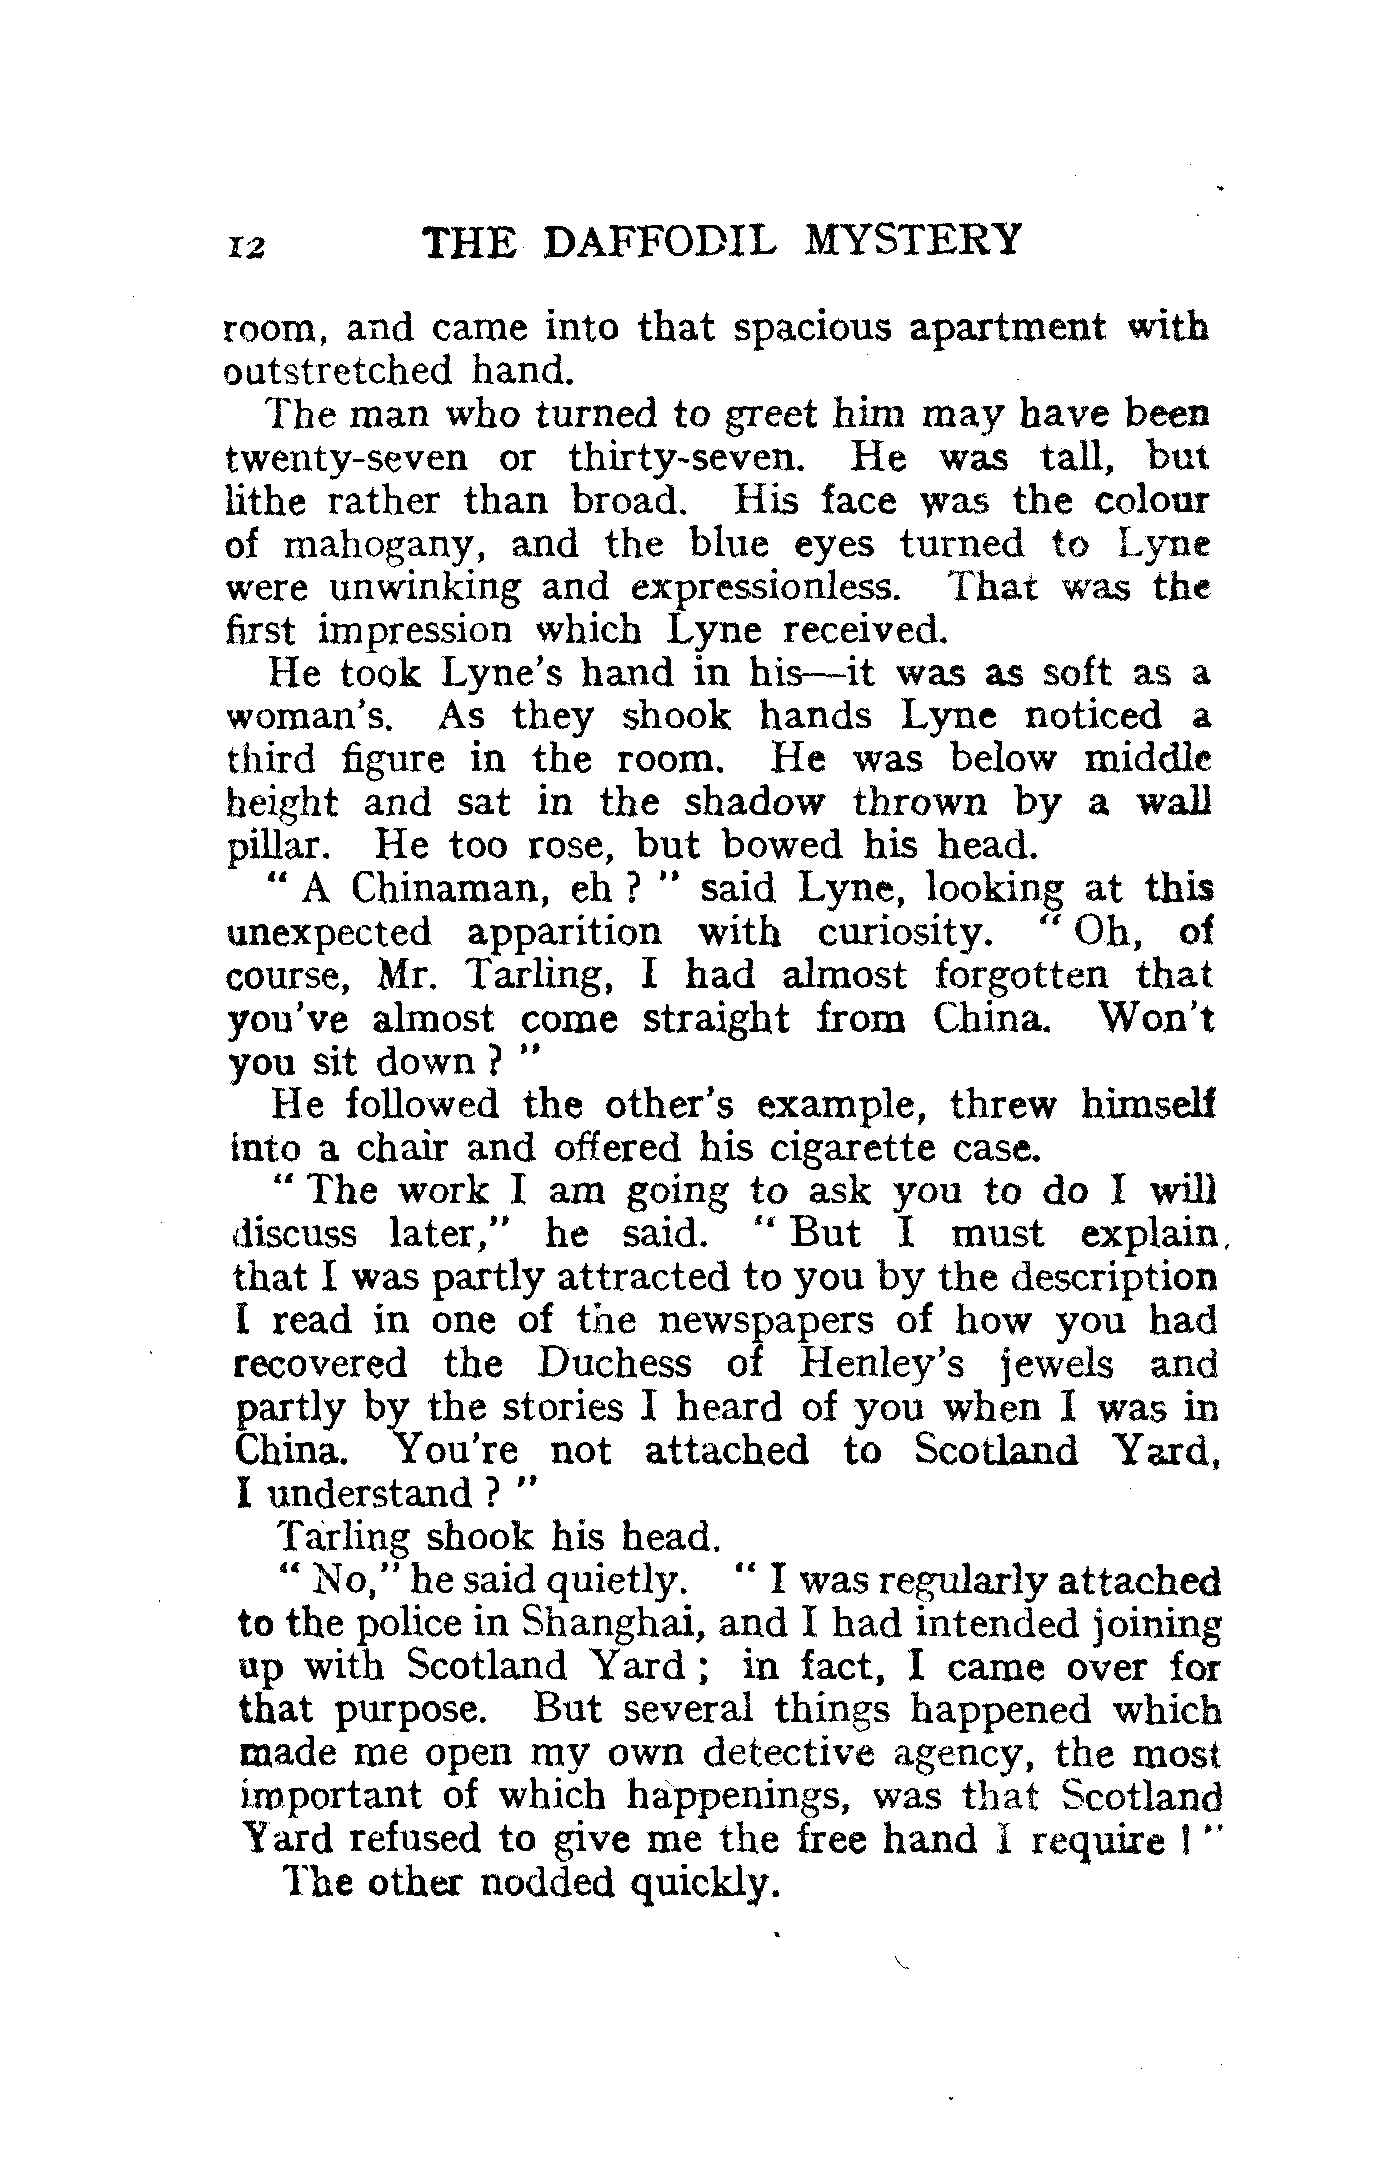 12 THE DAFFODIL MYSTERY
room, and came into that spacious apartment with
outstretched hand.
The man who turned to greet him may have been
twenty-seven or thirty-seven. He was tall, but
lithe rather than broad. His face was the colour
of mahogany, and the blue eyes turned to Lyne
were unwinking and expressionless. That was the
first impression which Lyne received.
He took Lyne's hand in his—it was as soft as a
woman's. As they shook hands Lyne noticed a
third figure in the room. He was below middle
height and sat in the shadow thrown by a wall
pillar. He too rose, but bowed his head.
“ A Chinaman, eh ? ” said Lyne, looking at this
unexpected apparition with curiosity. “ Oh, of
course, Mr. Tarling, I had almost forgotten that
you've almost come straight from China. Won't
you sit down ? ”
He followed the other's example, threw himself
into a chair and offered his cigarette case.
“ The work I am going to ask you to do I will
discuss later,” he said. “ But I must explain,
that I was partly attracted to you by the description
I read in one of the newspapers of how you had
recovered the Duchess of Henley's jewels and
partly by the stories I heard of you when I was in
China. You're not attached to Scotland Yard,
I understand ? ”
Tarling shook his head.
“ No,” he said quietly. “ I was regularly attached
to the police in Shanghai, and I had intended joining
up with Scotland Yard ; in fact, I came over for
that purpose. But several things happened which
made me open my own detective agency, the most
important of which happenings, was that Scotland
Yard refused to give me the free hand I require ! ”
The other nodded quickly.